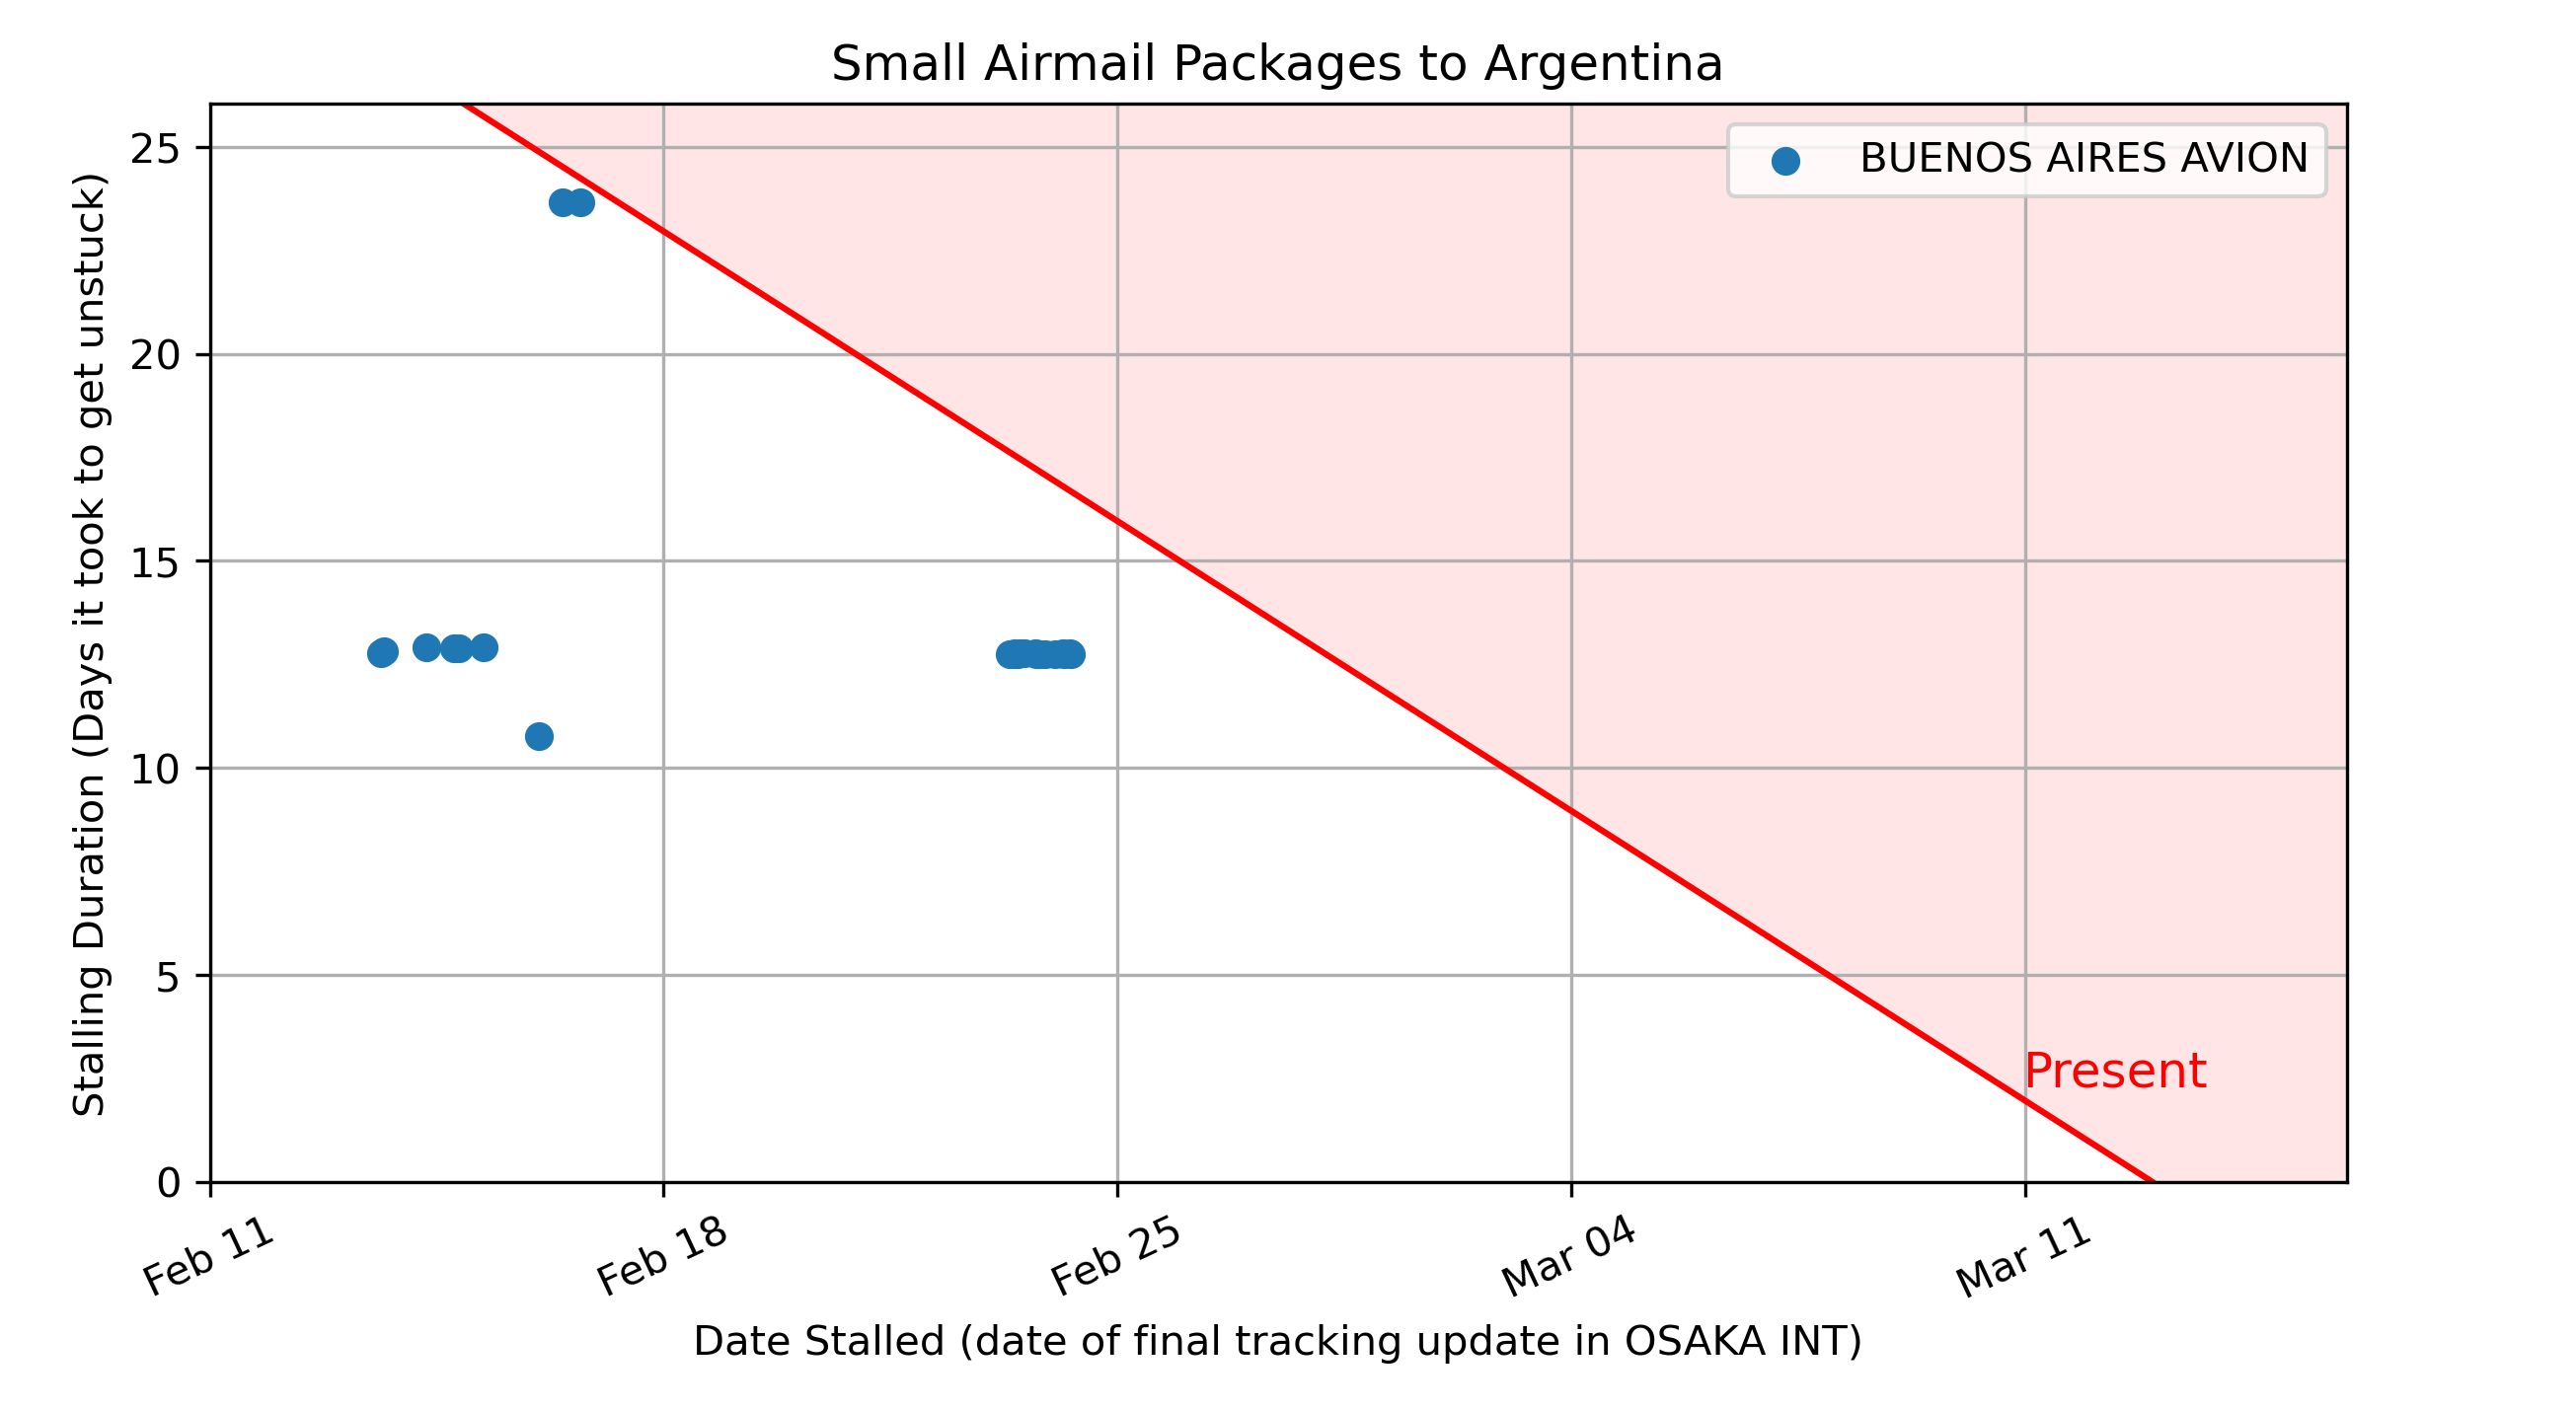 Small Airmail Packages to Argentina
BUENOS AIRES AVION
Stalling Duration (Days it took to get unstuck)
25
20
15
10
5
0
Present
Feb 11
Feb 18
Feb 25
Mar 04
Mar 11
Date Stalled (date of final tracking update in OSAKA INT)